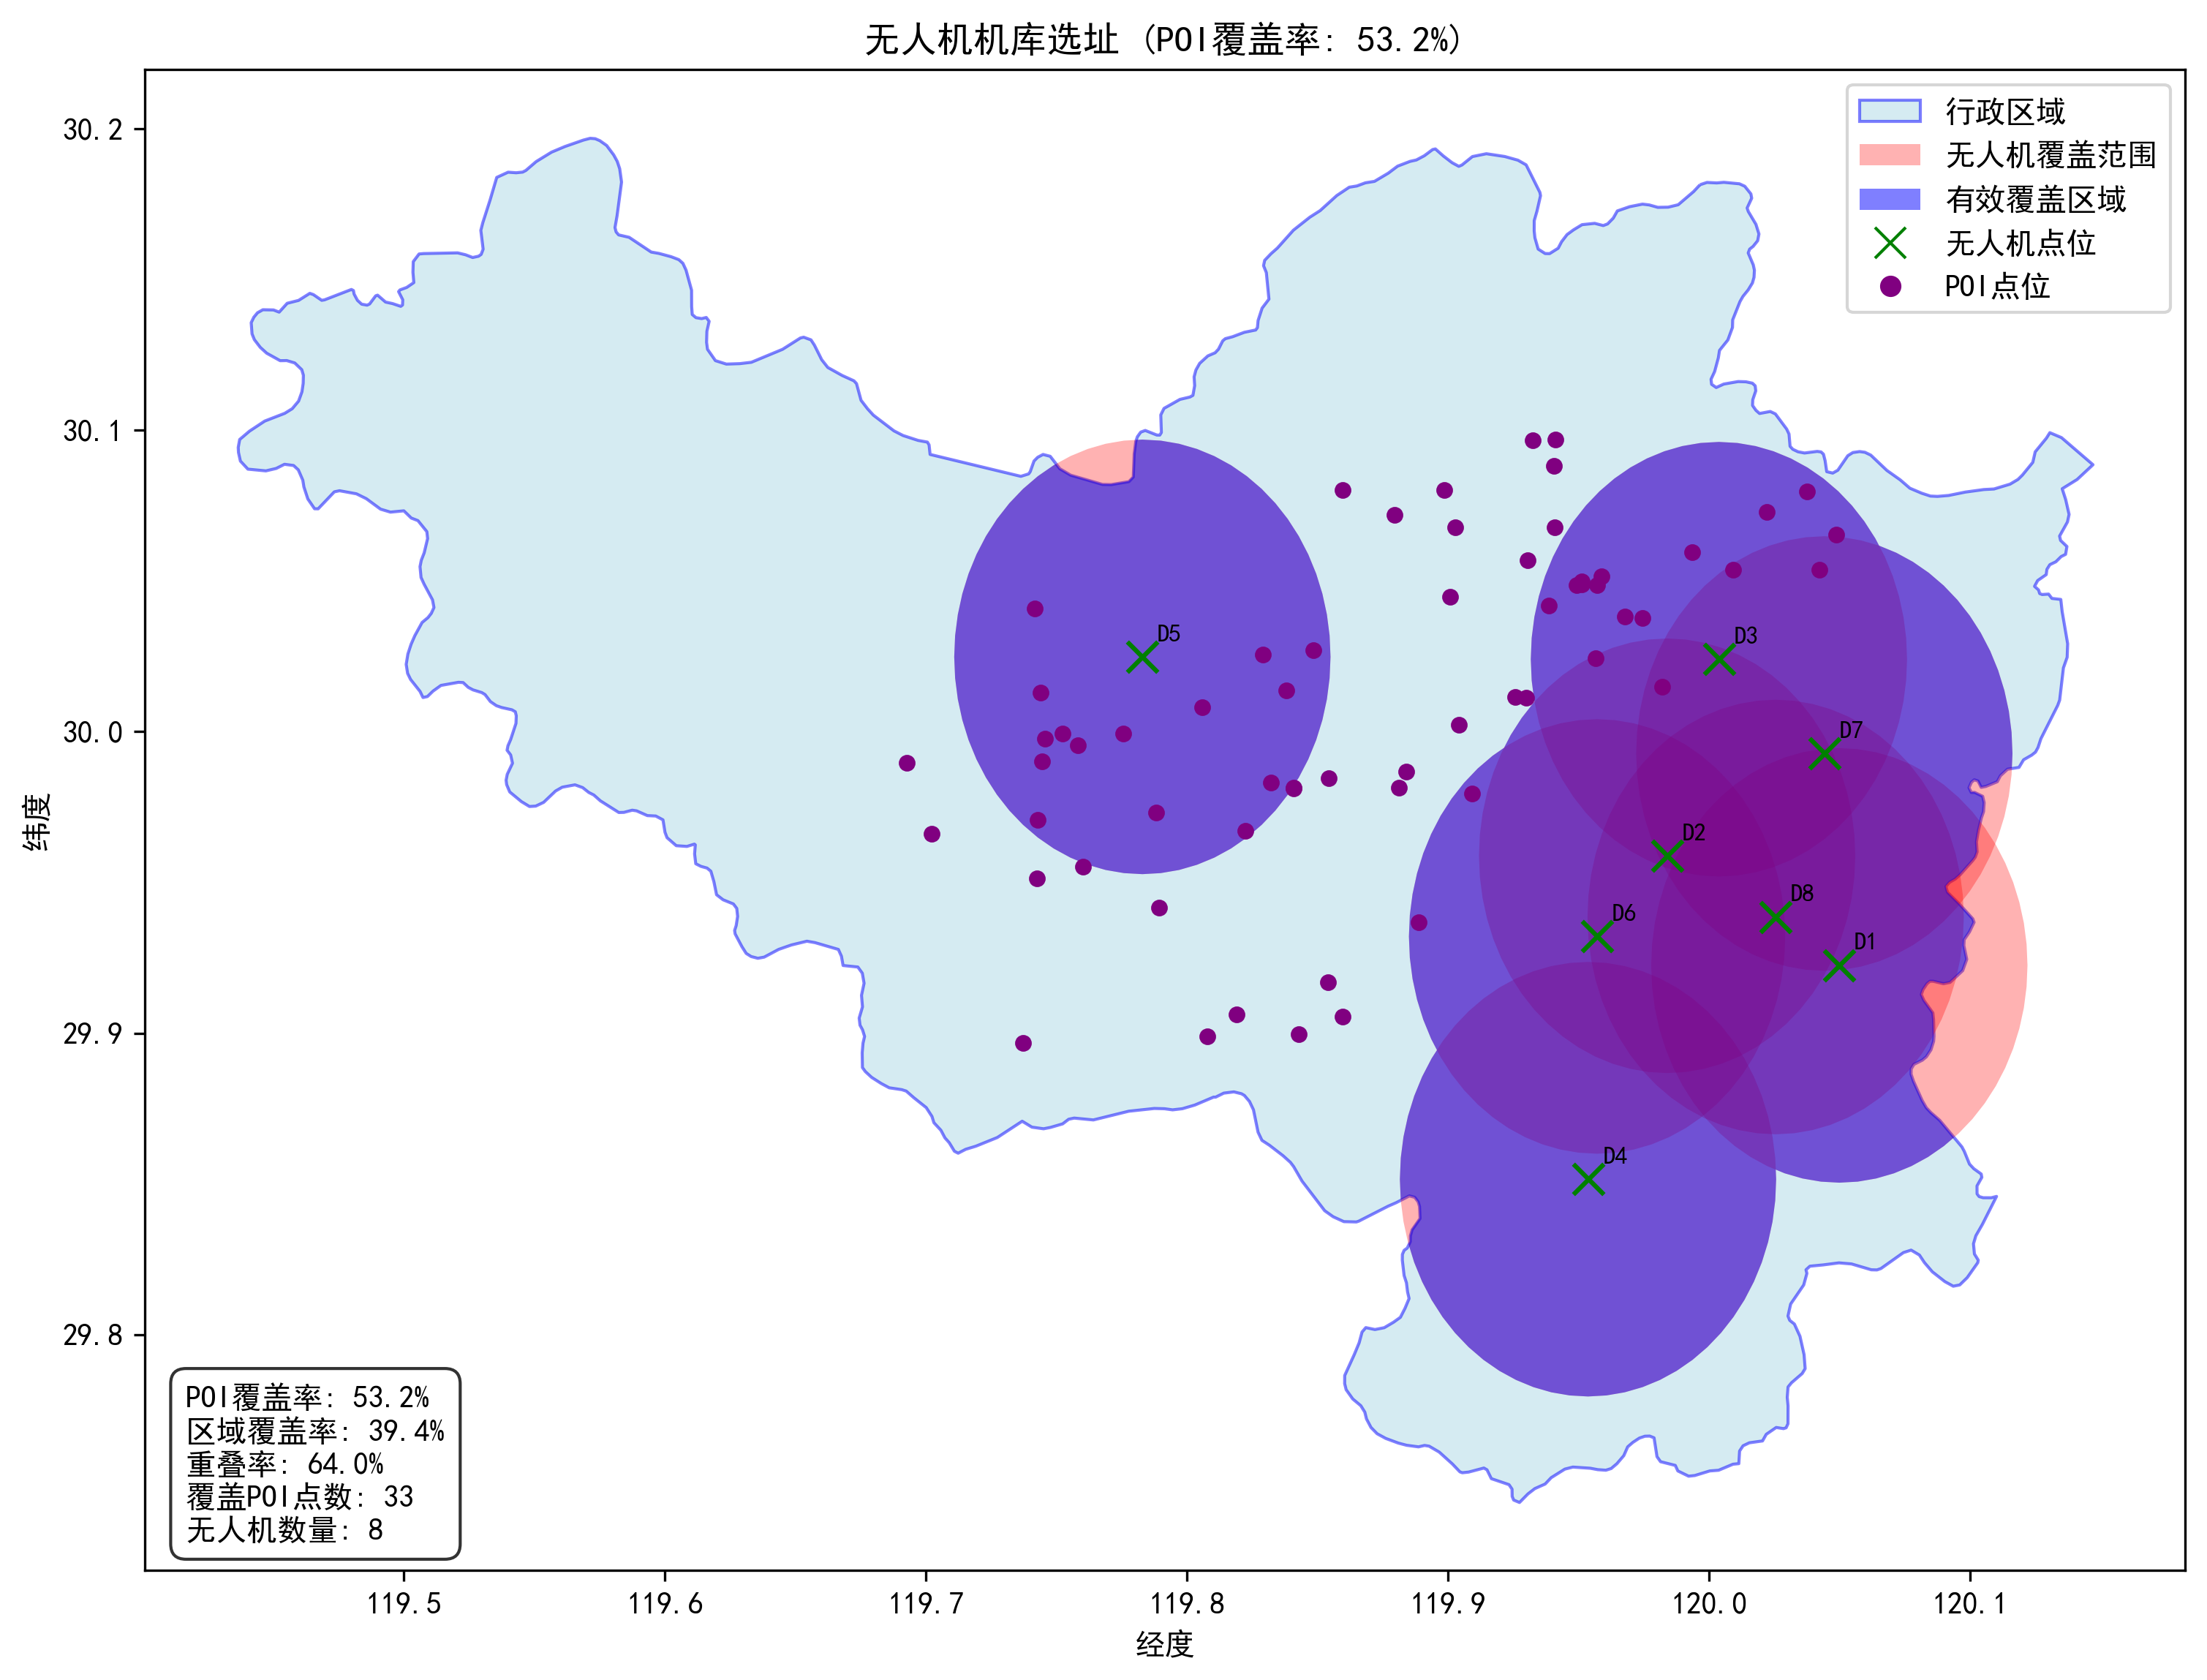 无人机机库选址 (POI覆盖率: 53.2%)
行政区域
无人机覆盖范围
有效覆盖区域
无人机点位
POI点位
30.2
30.1
30.0
29.9
29.8
纬度
D5
D3
D7
D2
D8
D6
D1
D4
POI覆盖率: 53.2%
区域覆盖率: 39.4%
重叠率: 64.0%
覆盖POI点数: 33
无人机数量: 8
119.5
119.6
119.7
119.8
119.9
120.0
120.1
经度